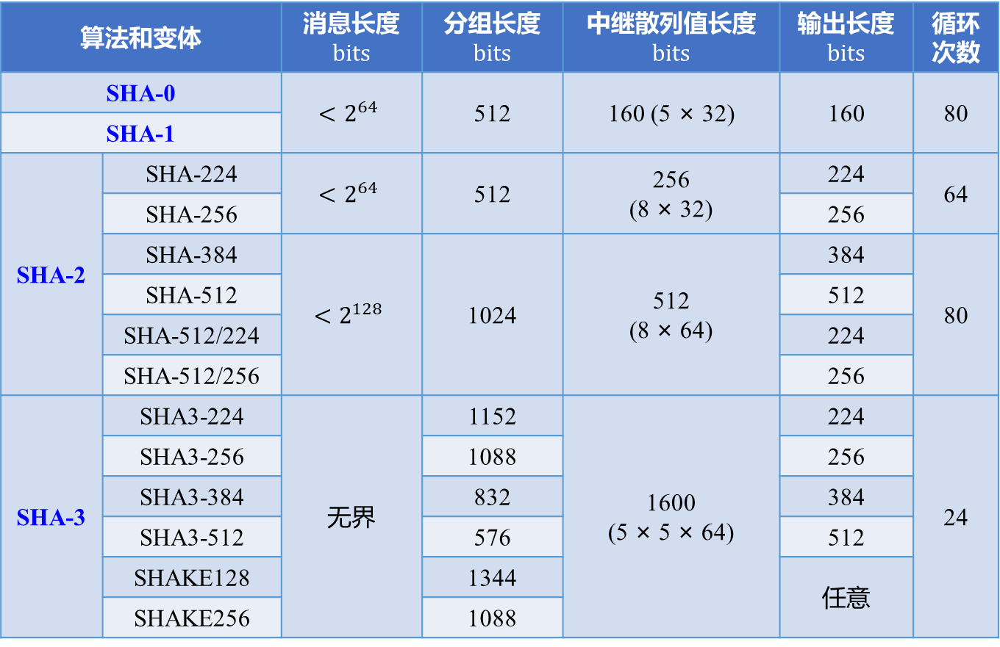 算法和变体 消息长度 bits 分组长度 bits 中继散列值长度 bits 输出长度 bits 循环次数
SHA-0 < 2^64 512 160 (5 × 32) 160 80
SHA-1
SHA-2 SHA-224 < 2^64 512 256 (8 × 32) 224 64
SHA-256 256
SHA-384 < 2^128 1024 512 (8 × 64) 384 80
SHA-512 512
SHA-512/224 224
SHA-512/256 256
SHA-3 SHA3-224 无界 1152 1600 (5 × 5 × 64) 224 24
SHA3-256 1088 256
SHA3-384 832 384
SHA3-512 576 512
SHAKE128 1344 任意
SHAKE256 1088